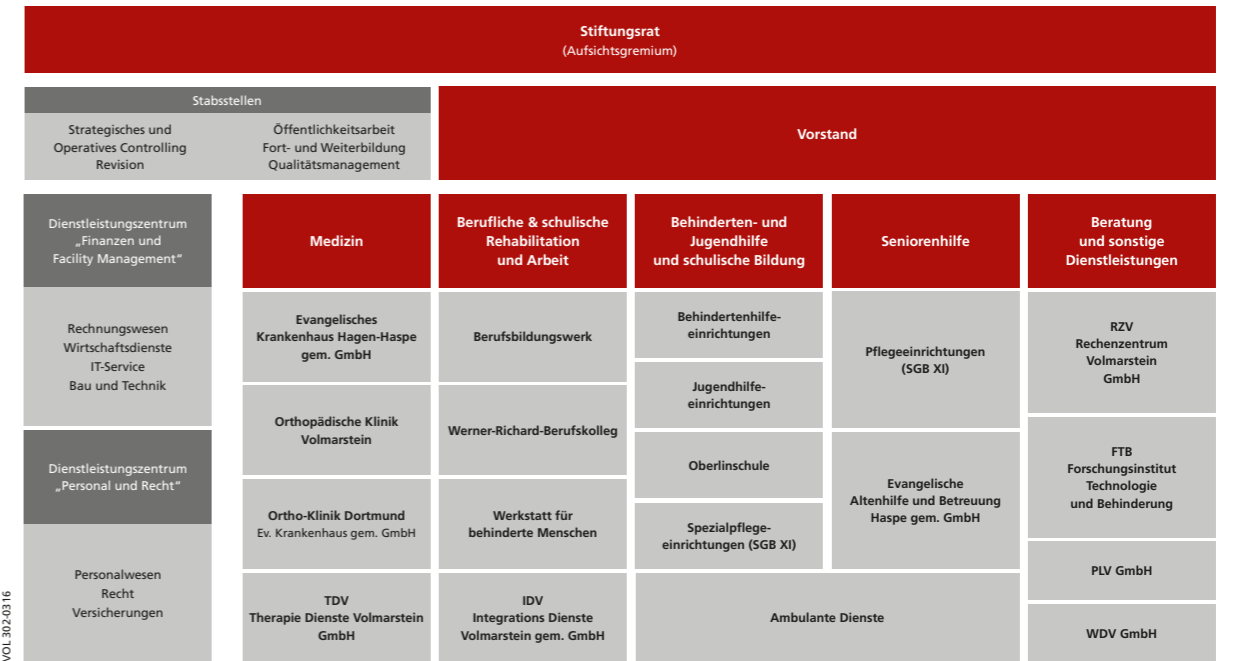 Stiftungsrat
(Aufsichtsgremium)
Stabsstellen
Strategisches und
Operatives Controlling
Revision
Öffentlichkeitsarbeit
Fort- und Weiterbildung
Qualitätsmanagement
Vorstand
Dienstleistungszentrum
„Finanzen und
Facility Management“
Rechnungswesen
Wirtschaftsdienste
IT-Service
Bau und Technik
Dienstleistungszentrum
„Personal und Recht“
Personalwesen
Recht
Versicherungen
Medizin
Evangelisches
Krankenhaus Hagen-Haspe
gem. GmbH
Orthopädische Klinik
Volmarstein
Ortho-Klinik Dortmund
Ev. Krankenhaus gem. GmbH
TDV
Therapie Dienste Volmarstein
GmbH
Berufliche & schulische
Rehabilitation
und Arbeit
Berufsbildungswerk
Werner-Richard-Berufskolleg
Werkstatt für
behinderte Menschen
IDV
Integrations Dienste
Volmarstein gem. GmbH
Behinderten- und
Jugendhilfe
und schulische Bildung
Behindertenhilfe-
einrichtungen
Jugendhilfe-
einrichtungen
Oberlinschule
Spezialpflege-
einrichtungen (SGB XI)
Seniorenhilfe
Pflegeeinrichtungen
(SGB XI)
Evangelische
Altenhilfe und Betreuung
Haspe gem. GmbH
Ambulante Dienste
Beratung
und sonstige
Dienstleistungen
RZV
Rechenzentrum
Volmarstein
GmbH
FTB
Forschungsinstitut
Technologie
und Behinderung
PLV GmbH
WDV GmbH
VOL 302-0316